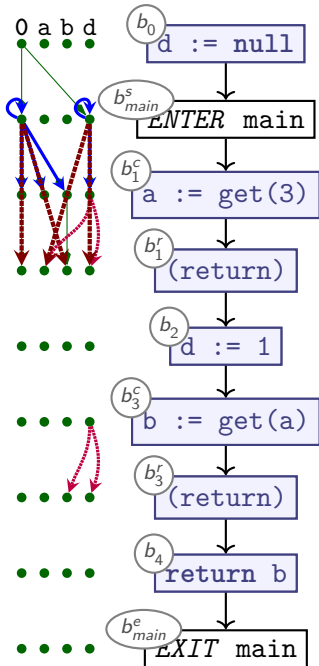 0 a b d
b₀
d := null
bˢmain
ENTER main
bᶜ₁
a := get(3)
bʳ₁
(return)
b₂
d := 1
bᶜ₃
b := get(a)
bʳ₃
(return)
b₄
return b
bᵉmain
EXIT main